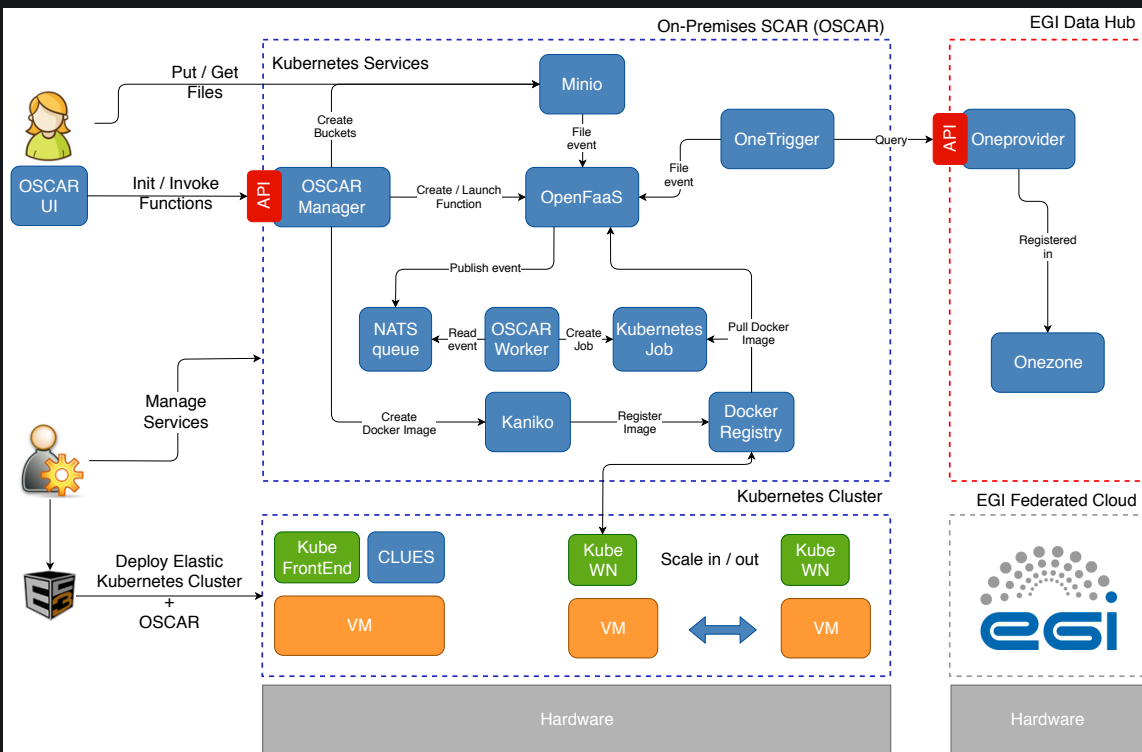 On-Premises SCAR (OSCAR)
EGI Data Hub
Kubernetes Services
Put / Get
Files
Minio
Create
Buckets
File
event
OneTrigger
Query
API
Oneprovider
OSCAR
UI
Init / Invoke
Functions
API
OSCAR
Manager
Create / Launch
Function
OpenFaaS
File
event
Registered
in
Publish event
NATS
queue
Read
event
OSCAR
Worker
Create
Job
Kubernetes
Job
Pull Docker
Image
Onezone
Manage
Services
Create
Docker Image
Kaniko
Register
Image
Docker
Registry
Kubernetes Cluster
EGI Federated Cloud
Kube
FrontEnd
CLUES
Kube
WN
Scale in / out
Kube
WN
Deploy Elastic
Kubernetes Cluster
+
OSCAR
VM
VM
VM
EGI
Hardware
Hardware